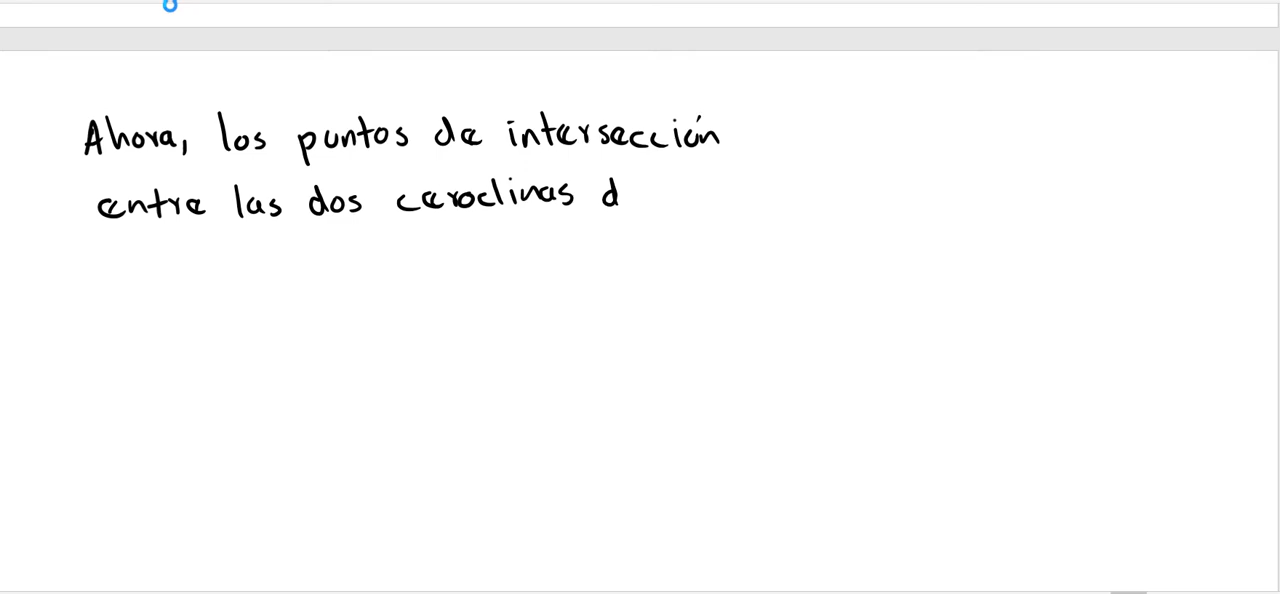 Ahora, los puntos de intersección
entre las dos ceroclinas d